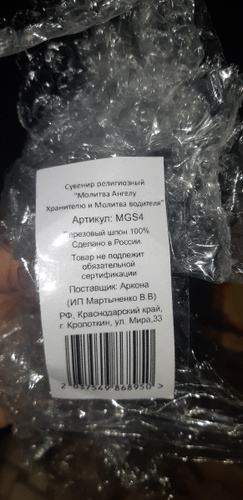 Сувенир религиозный
"Молитва Ангелу
Хранителю и Молитва водителя"
Артикул: MGS4
Березовый шпон 100%
Сделано в России
Товар не подлежит
обязательной
сертификации
Поставщик: Аркона
(ИП Мартыненко В.В)
РФ, Краснодарский край,
г. Кропоткин, ул. Мира,33
868950 >